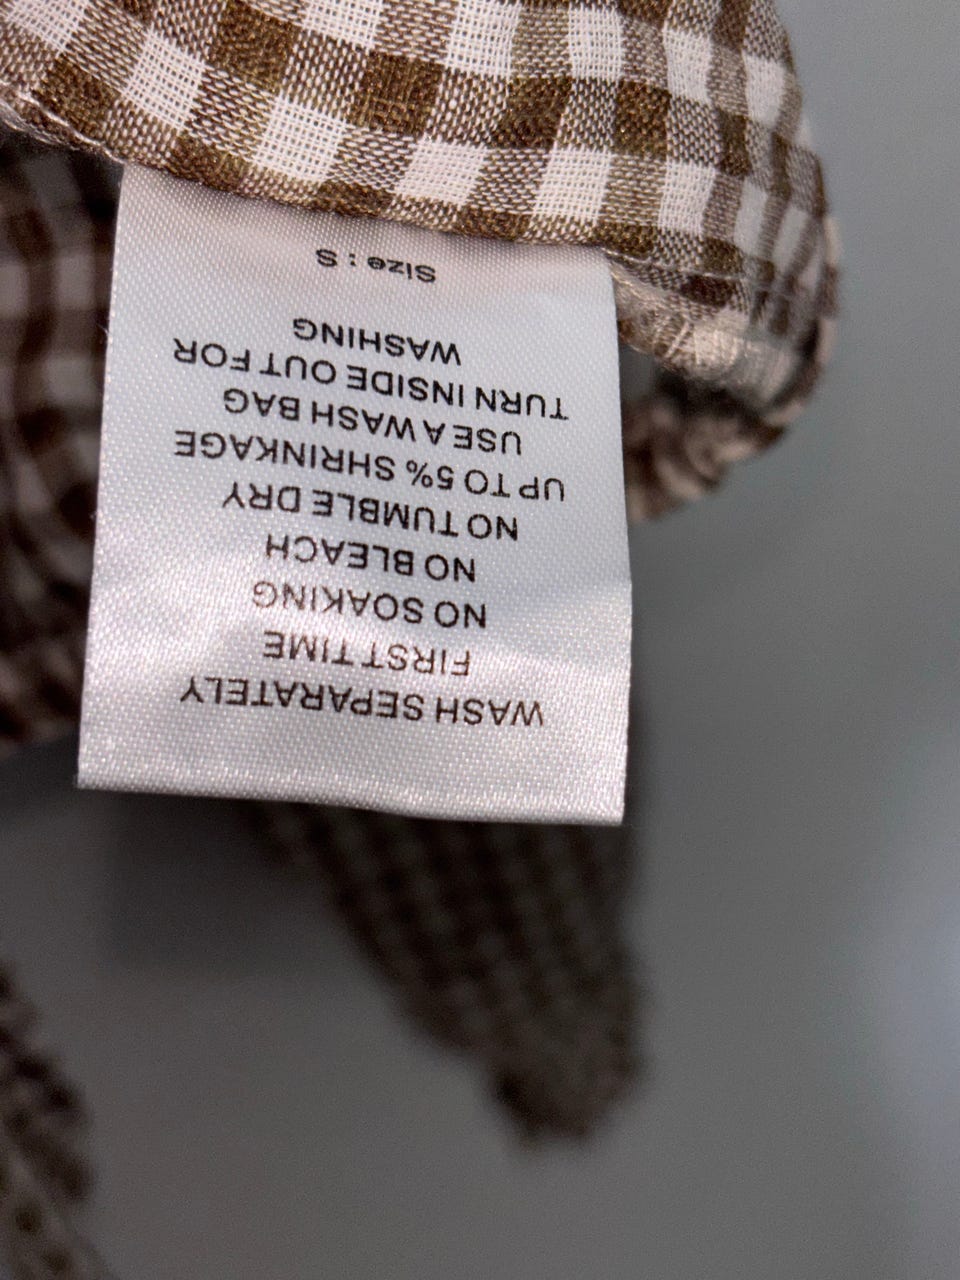 WASH SEPARATELY
FIRST TIME
NO SOAKING
NO BLEACH
NO TUMBLE DRY
UP TO 5% SHRINKAGE
USE A WASH BAG
TURN INSIDE OUT FOR
WASHING
Size : S